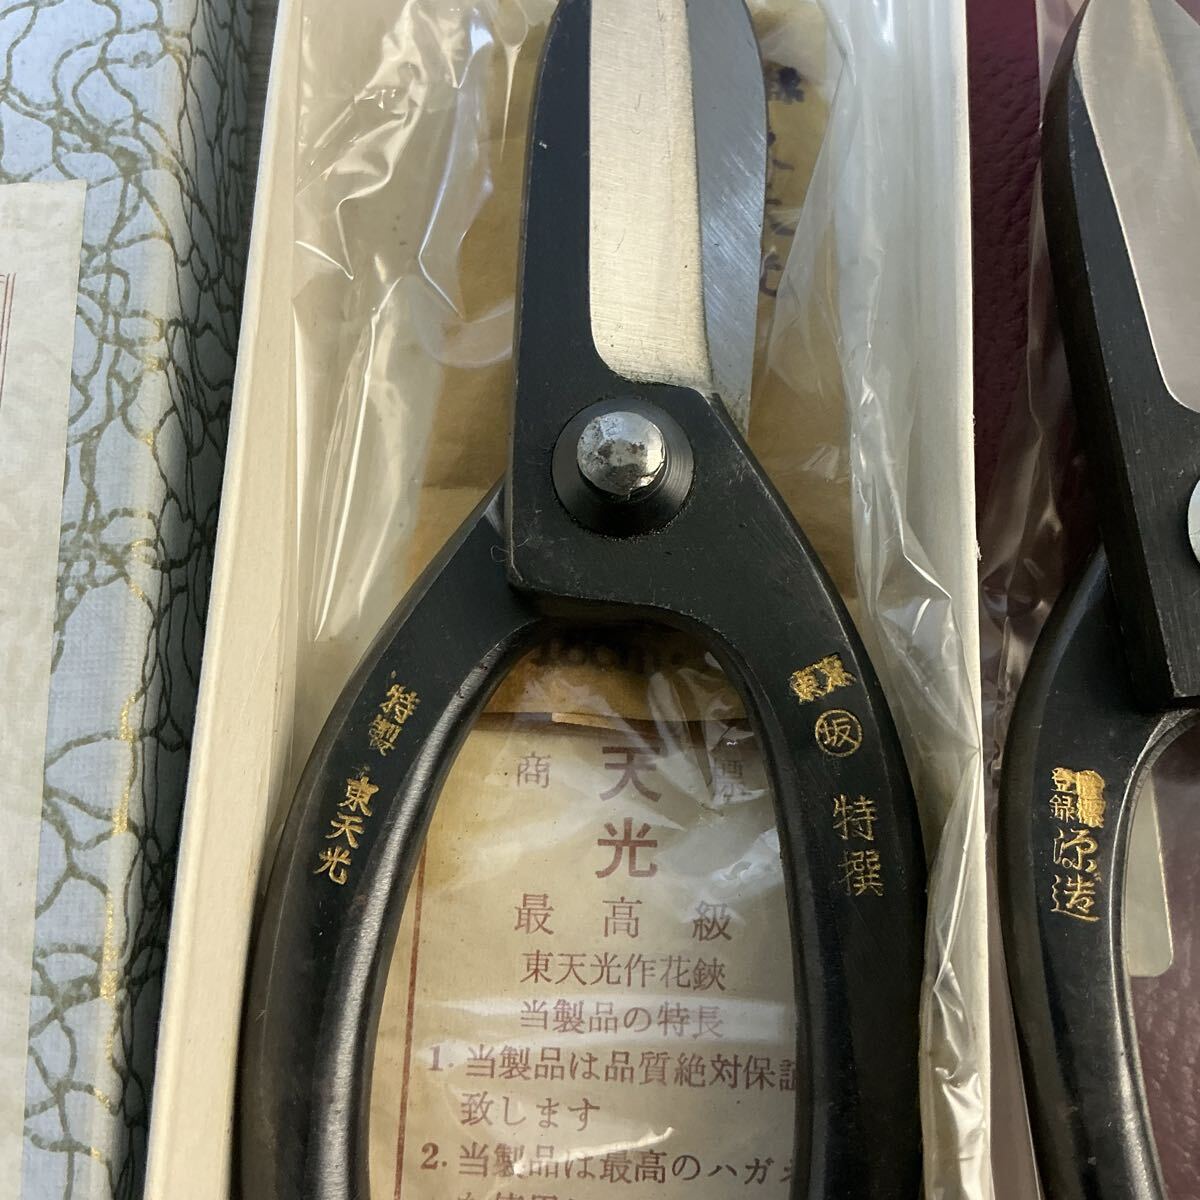 特製
東天光
東京
坂
特撰
商
天光
最高級
東天光作花鋏
当製品の特長
1. 当製品は品質絶対保証
致します
2. 当製品は最高のハガネ
登録
源造